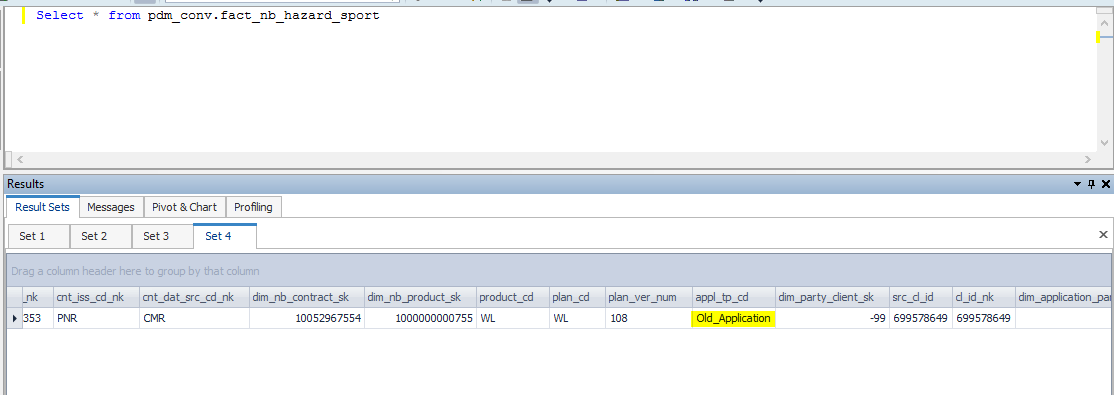 Select * from pdm_conv.fact_nb_hazard_sport
Results
Result Sets Messages Pivot & Chart Profiling
Set 1 Set 2 Set 3 Set 4
Drag a column header here to group by that column
_nk cnt_iss_cd_nk cnt_dat_src_cd_nk dim_nb_contract_sk dim_nb_product_sk product_cd plan_cd plan_ver_num appl_tp_cd dim_party_client_sk src_cl_id cl_id_nk dim_application_par
353 PNR CMR 10052967554 1000000000755 WL WL 108 Old_Application -99 699578649 699578649